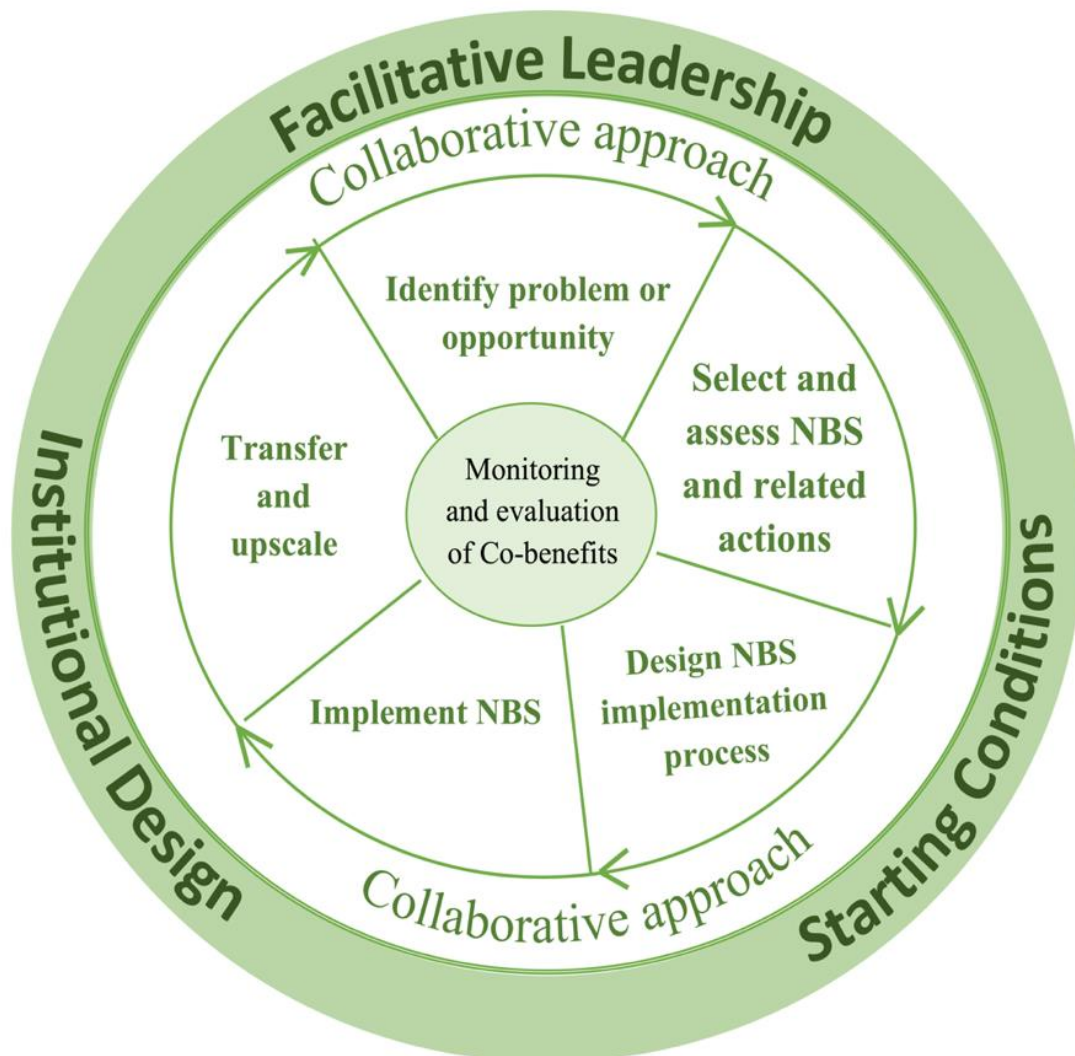 Facilitative Leadership
Collaborative approach
Identify problem or
opportunity
Select and
assess NBS
and related
actions
Transfer
and
upscale
Monitoring
and evaluation
of Co-benefits
Design NBS
implementation
process
Implement NBS
Collaborative approach
Institutional Design
Starting Conditions